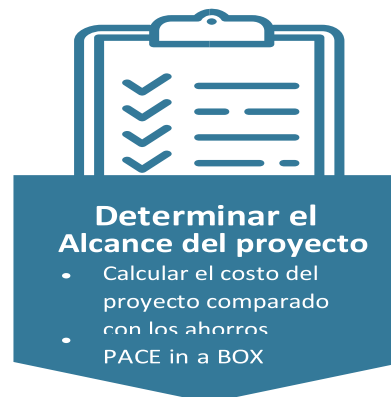 Determinar el
Alcance del proyecto
• Calcular el costo del
proyecto comparado
con los ahorros
• PACE in a BOX